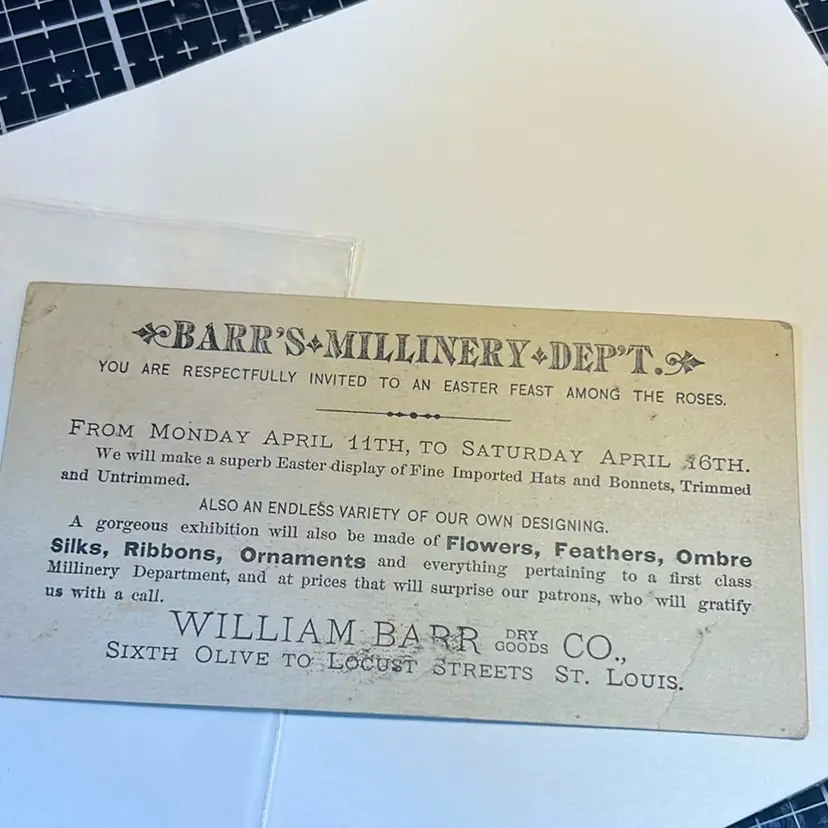 BARR'S MILLINERY DEP'T.
YOU ARE RESPECTFULLY INVITED TO AN EASTER FEAST AMONG THE ROSES.
FROM MONDAY APRIL 11TH, TO SATURDAY APRIL 16TH.
We will make a superb Easter display of Fine Imported Hats and Bonnets, Trimmed
and Untrimmed.
ALSO AN ENDLESS VARIETY OF OUR OWN DESIGNING.
A gorgeous exhibition will also be made of Flowers, Feathers, Ombre
Silks, Ribbons, Ornaments and everything pertaining to a first class
Millinery Department, and at prices that will surprise our patrons, who will gratify
us with a call.
WILLIAM BARR DRY GOODS CO.,
SIXTH OLIVE TO LOCUST STREETS ST. LOUIS.